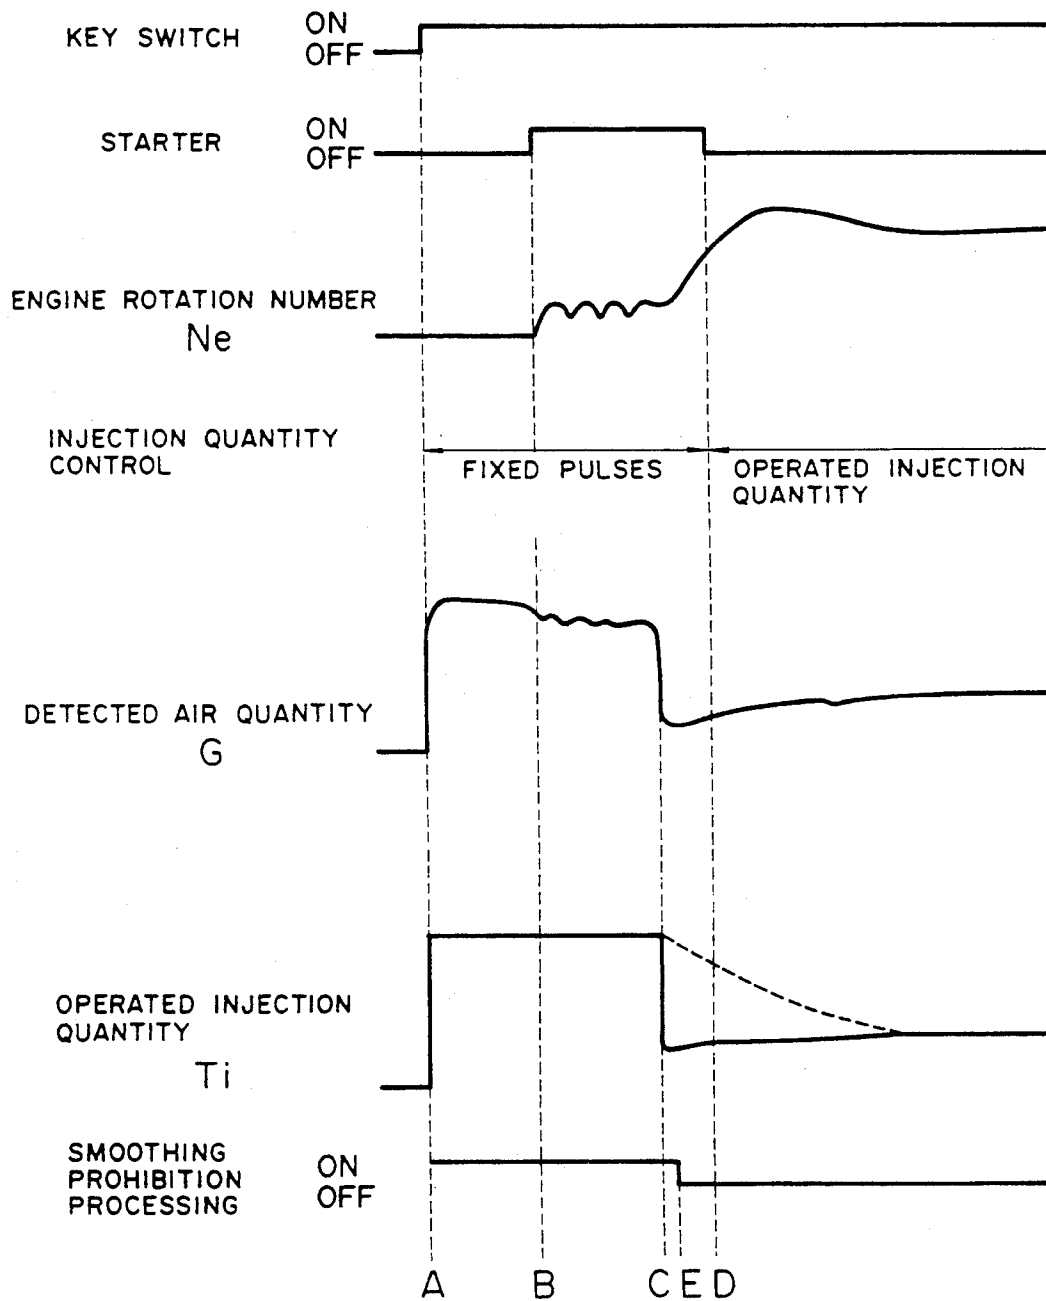 KEY SWITCH
ON
OFF
STARTER
ON
OFF
ENGINE ROTATION NUMBER
Ne
INJECTION QUANTITY
CONTROL
FIXED PULSES
OPERATED INJECTION
QUANTITY
DETECTED AIR QUANTITY
G
OPERATED INJECTION
QUANTITY
Ti
SMOOTHING
PROHIBITION
PROCESSING
ON
OFF
A B C E D